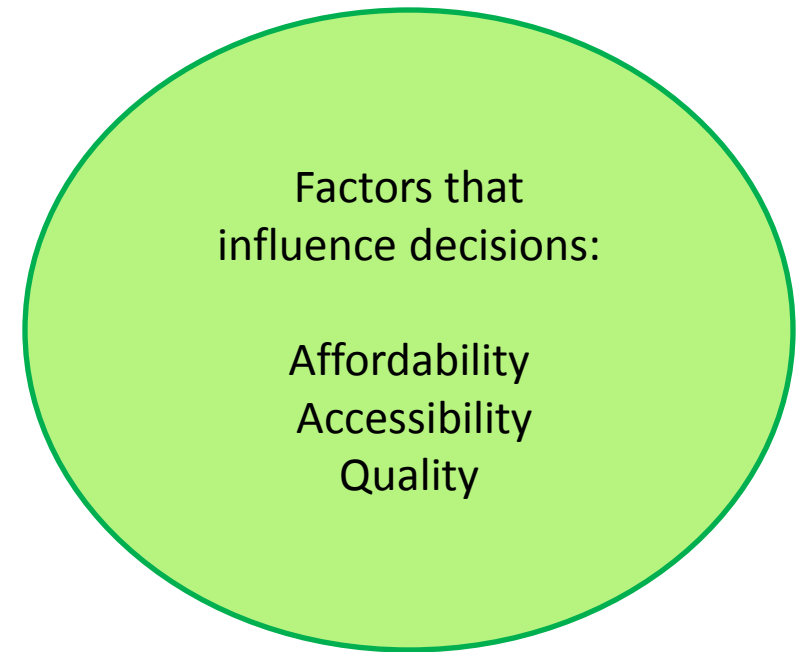 Factors that
influence decisions:
Affordability
Accessibility
Quality